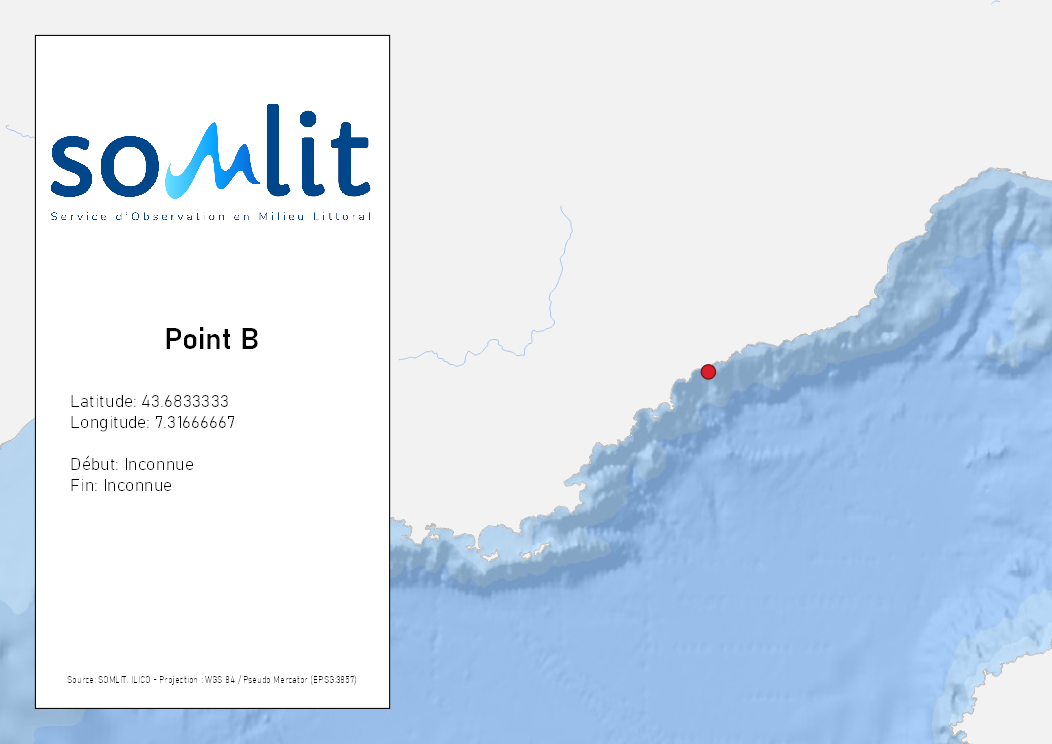 somlit
Service d'Observation en Milieu Littoral
Point B
Latitude: 43.6833333
Longitude: 7.31666667
Début: Inconnue
Fin: Inconnue
Source: SOMLIT, ILICO - Projection : WGS 84 / Pseudo Mercator (EPSG:3857)